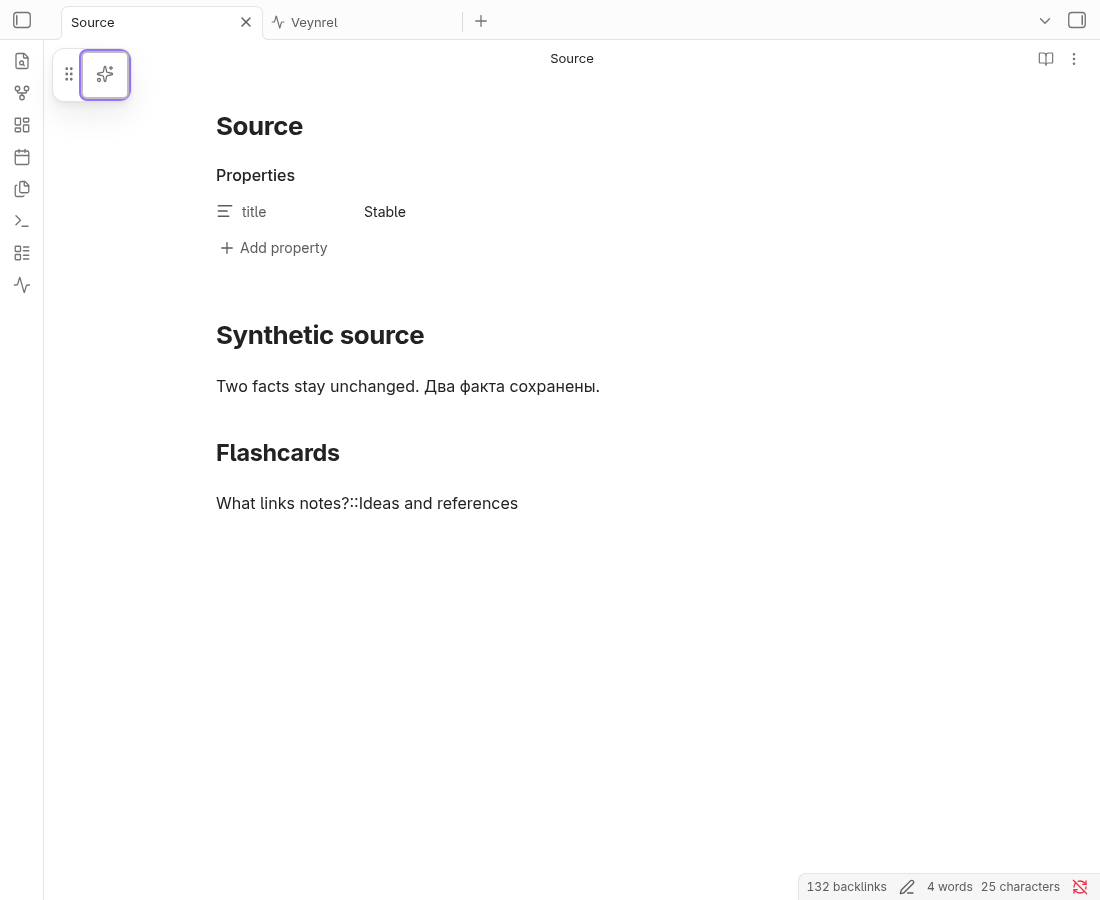 Source
Veynrel
Source
Source
Properties
title Stable
Add property
Synthetic source
Two facts stay unchanged. Два факта сохранены.
Flashcards
What links notes?::Ideas and references
132 backlinks 4 words 25 characters